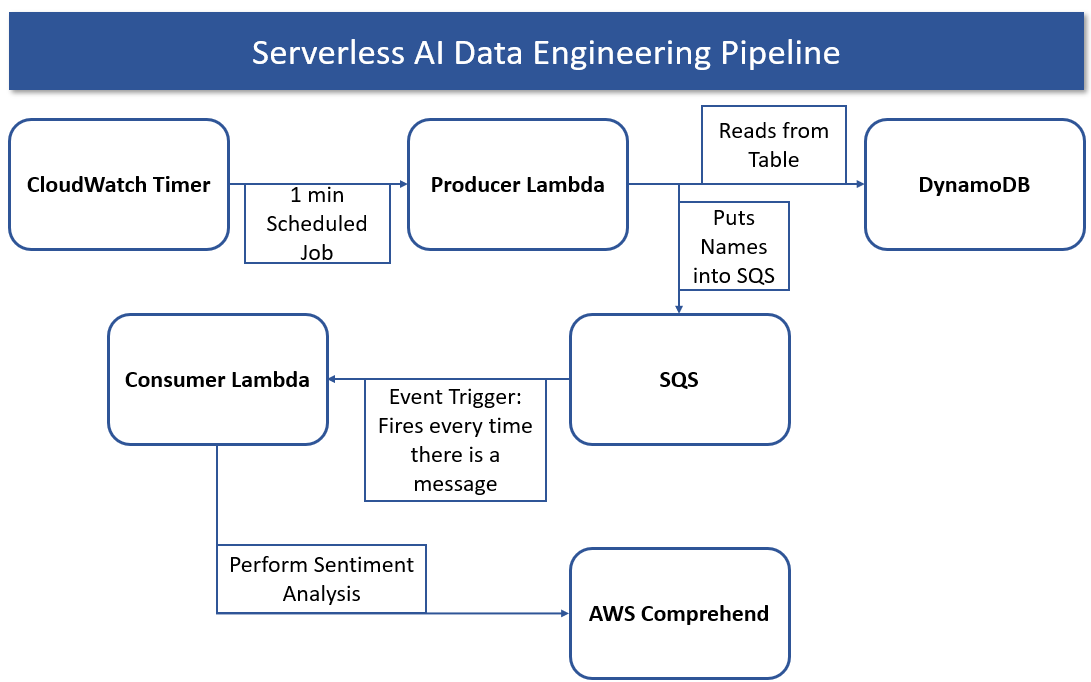 Serverless AI Data Engineering Pipeline
CloudWatch Timer
1 min
Scheduled
Job
Producer Lambda
Reads from
Table
DynamoDB
Puts
Names
into SQS
Consumer Lambda
Event Trigger:
Fires every time
there is a
message
SQS
Perform Sentiment
Analysis
AWS Comprehend